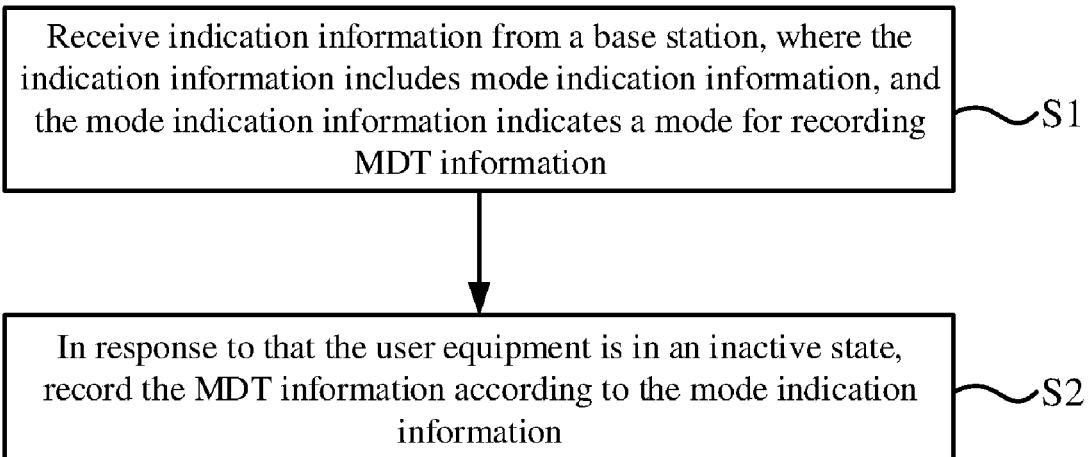 Receive indication information from a base station, where the
indication information includes mode indication information, and
the mode indication information indicates a mode for recording
MDT information
S1
In response to that the user equipment is in an inactive state,
record the MDT information according to the mode indication
information
S2